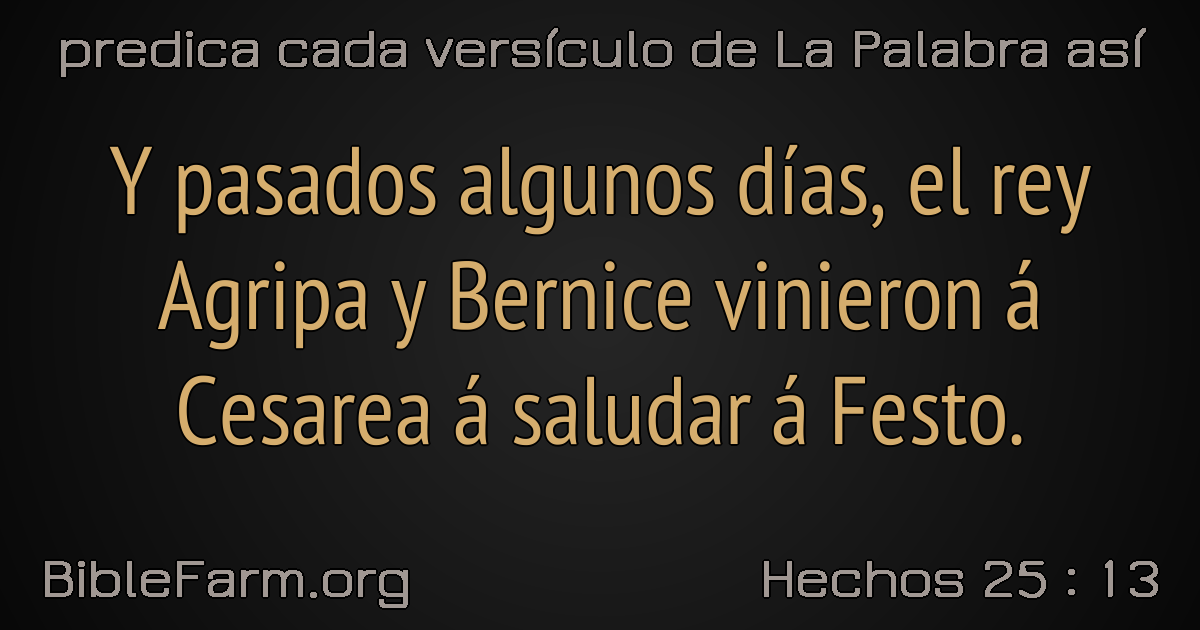 predica cada versículo de La Palabra así
Y pasados algunos días, el rey
Agripa y Bernice vinieron á
Cesarea á saludar á Festo.
BibleFarm.org
Hechos 25 : 13